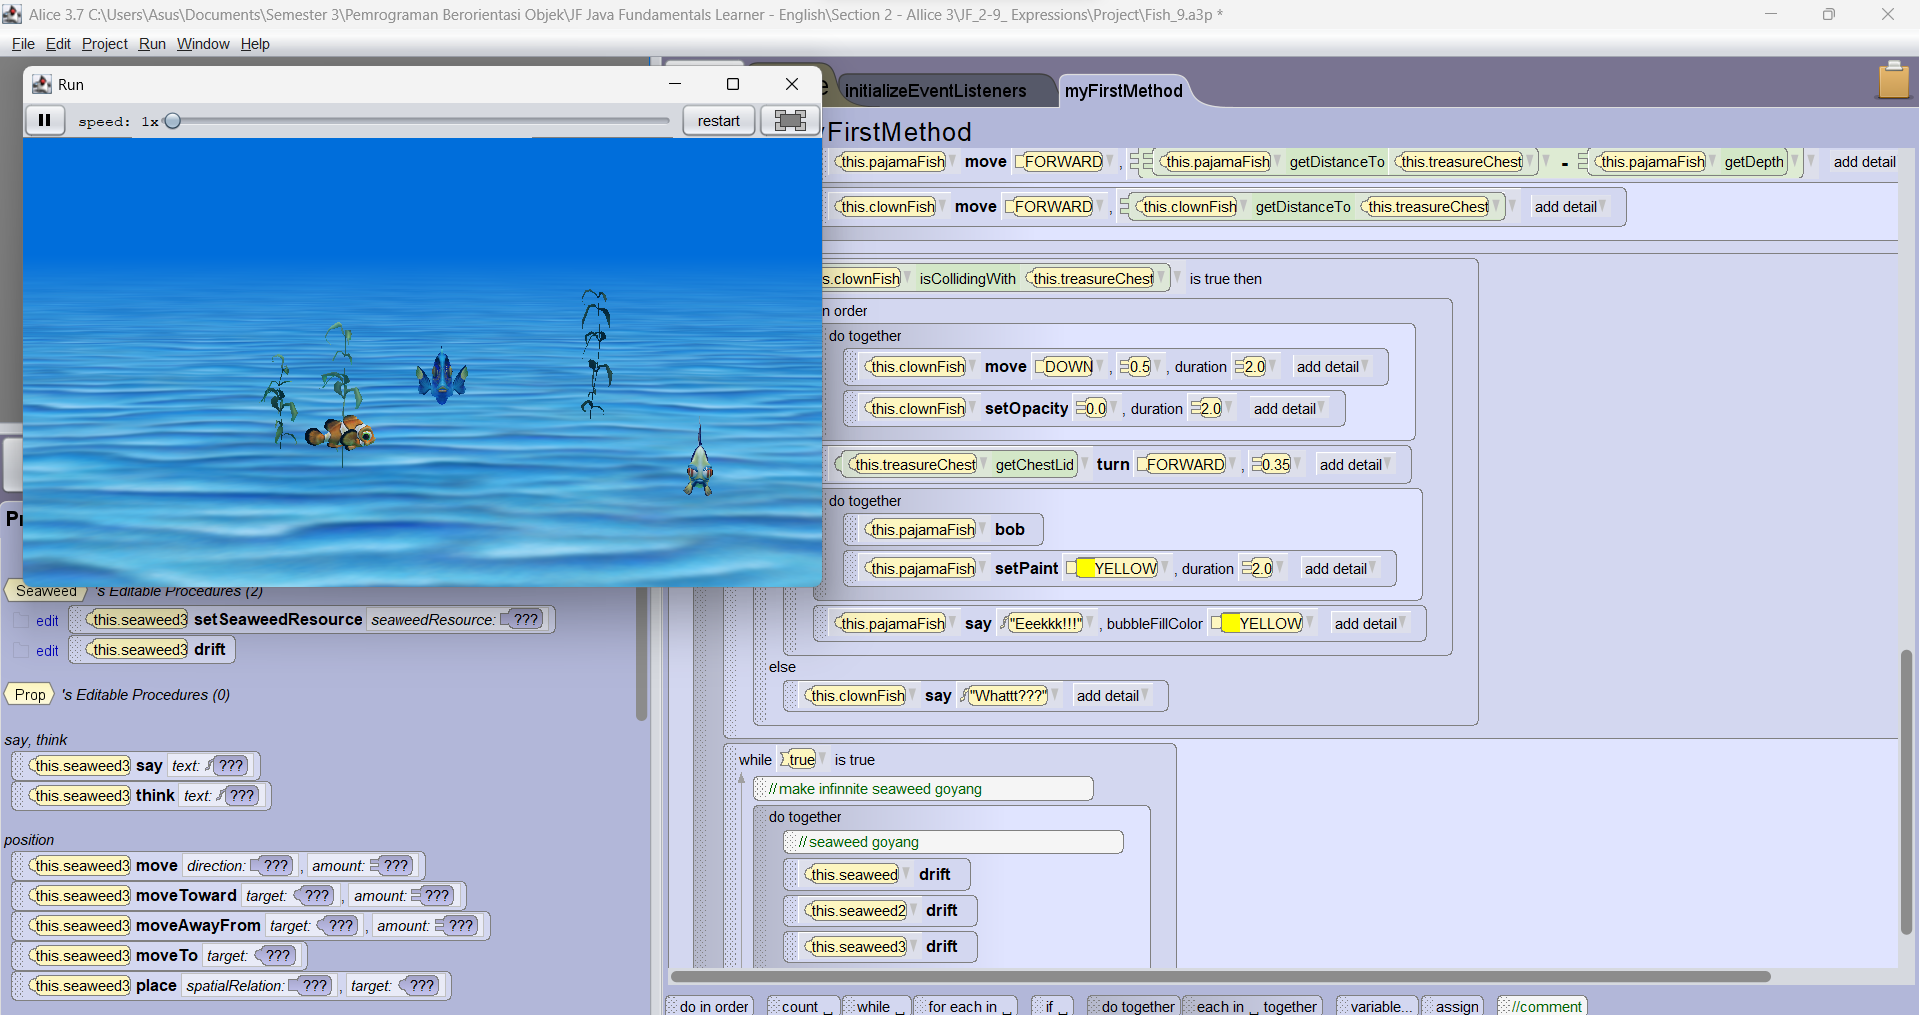 Alice 3.7 C:\Users\Asus\Documents\Semester 3\Pemrograman Berorientasi Objek\JF Java Fundamentals Learner - English\Section 2 - Allice 3\JF_2-9_ Expressions\Project\Fish_9.a3p *
File Edit Project Run Window Help
Run
speed: 1x
restart
initializeEventListeners
myFirstMethod
FirstMethod
this.pajamaFish move FORWARD , this.pajamaFish getDistanceTo this.treasureChest - this.pajamaFish getDepth add detail
this.clownFish move FORWARD , this.clownFish getDistanceTo this.treasureChest add detail
s.clownFish isCollidingWith this.treasureChest is true then
n order
do together
this.clownFish move DOWN , 0.5 , duration 2.0 add detail
this.clownFish setOpacity 0.0 , duration 2.0 add detail
this.treasureChest getChestLid turn FORWARD , 0.35 add detail
do together
this.pajamaFish bob
this.pajamaFish setPaint YELLOW , duration 2.0 add detail
this.pajamaFish say "Eeekkk!!!" , bubbleFillColor YELLOW add detail
else
this.clownFish say "Whattt???" add detail
while true is true
//make infinnite seaweed goyang
do together
//seaweed goyang
this.seaweed drift
this.seaweed2 drift
this.seaweed3 drift
do in order count while for each in if do together each in together variable... assign //comment
Pr
Seaweed 's Editable Procedures (2)
edit this.seaweed3 setSeaweedResource seaweedResource: ???
edit this.seaweed3 drift
Prop 's Editable Procedures (0)
say, think
this.seaweed3 say text: ???
this.seaweed3 think text: ???
position
this.seaweed3 move direction: ??? , amount: ???
this.seaweed3 moveToward target: ??? , amount: ???
this.seaweed3 moveAwayFrom target: ??? , amount: ???
this.seaweed3 moveTo target: ???
this.seaweed3 place spatialRelation: ??? , target: ???